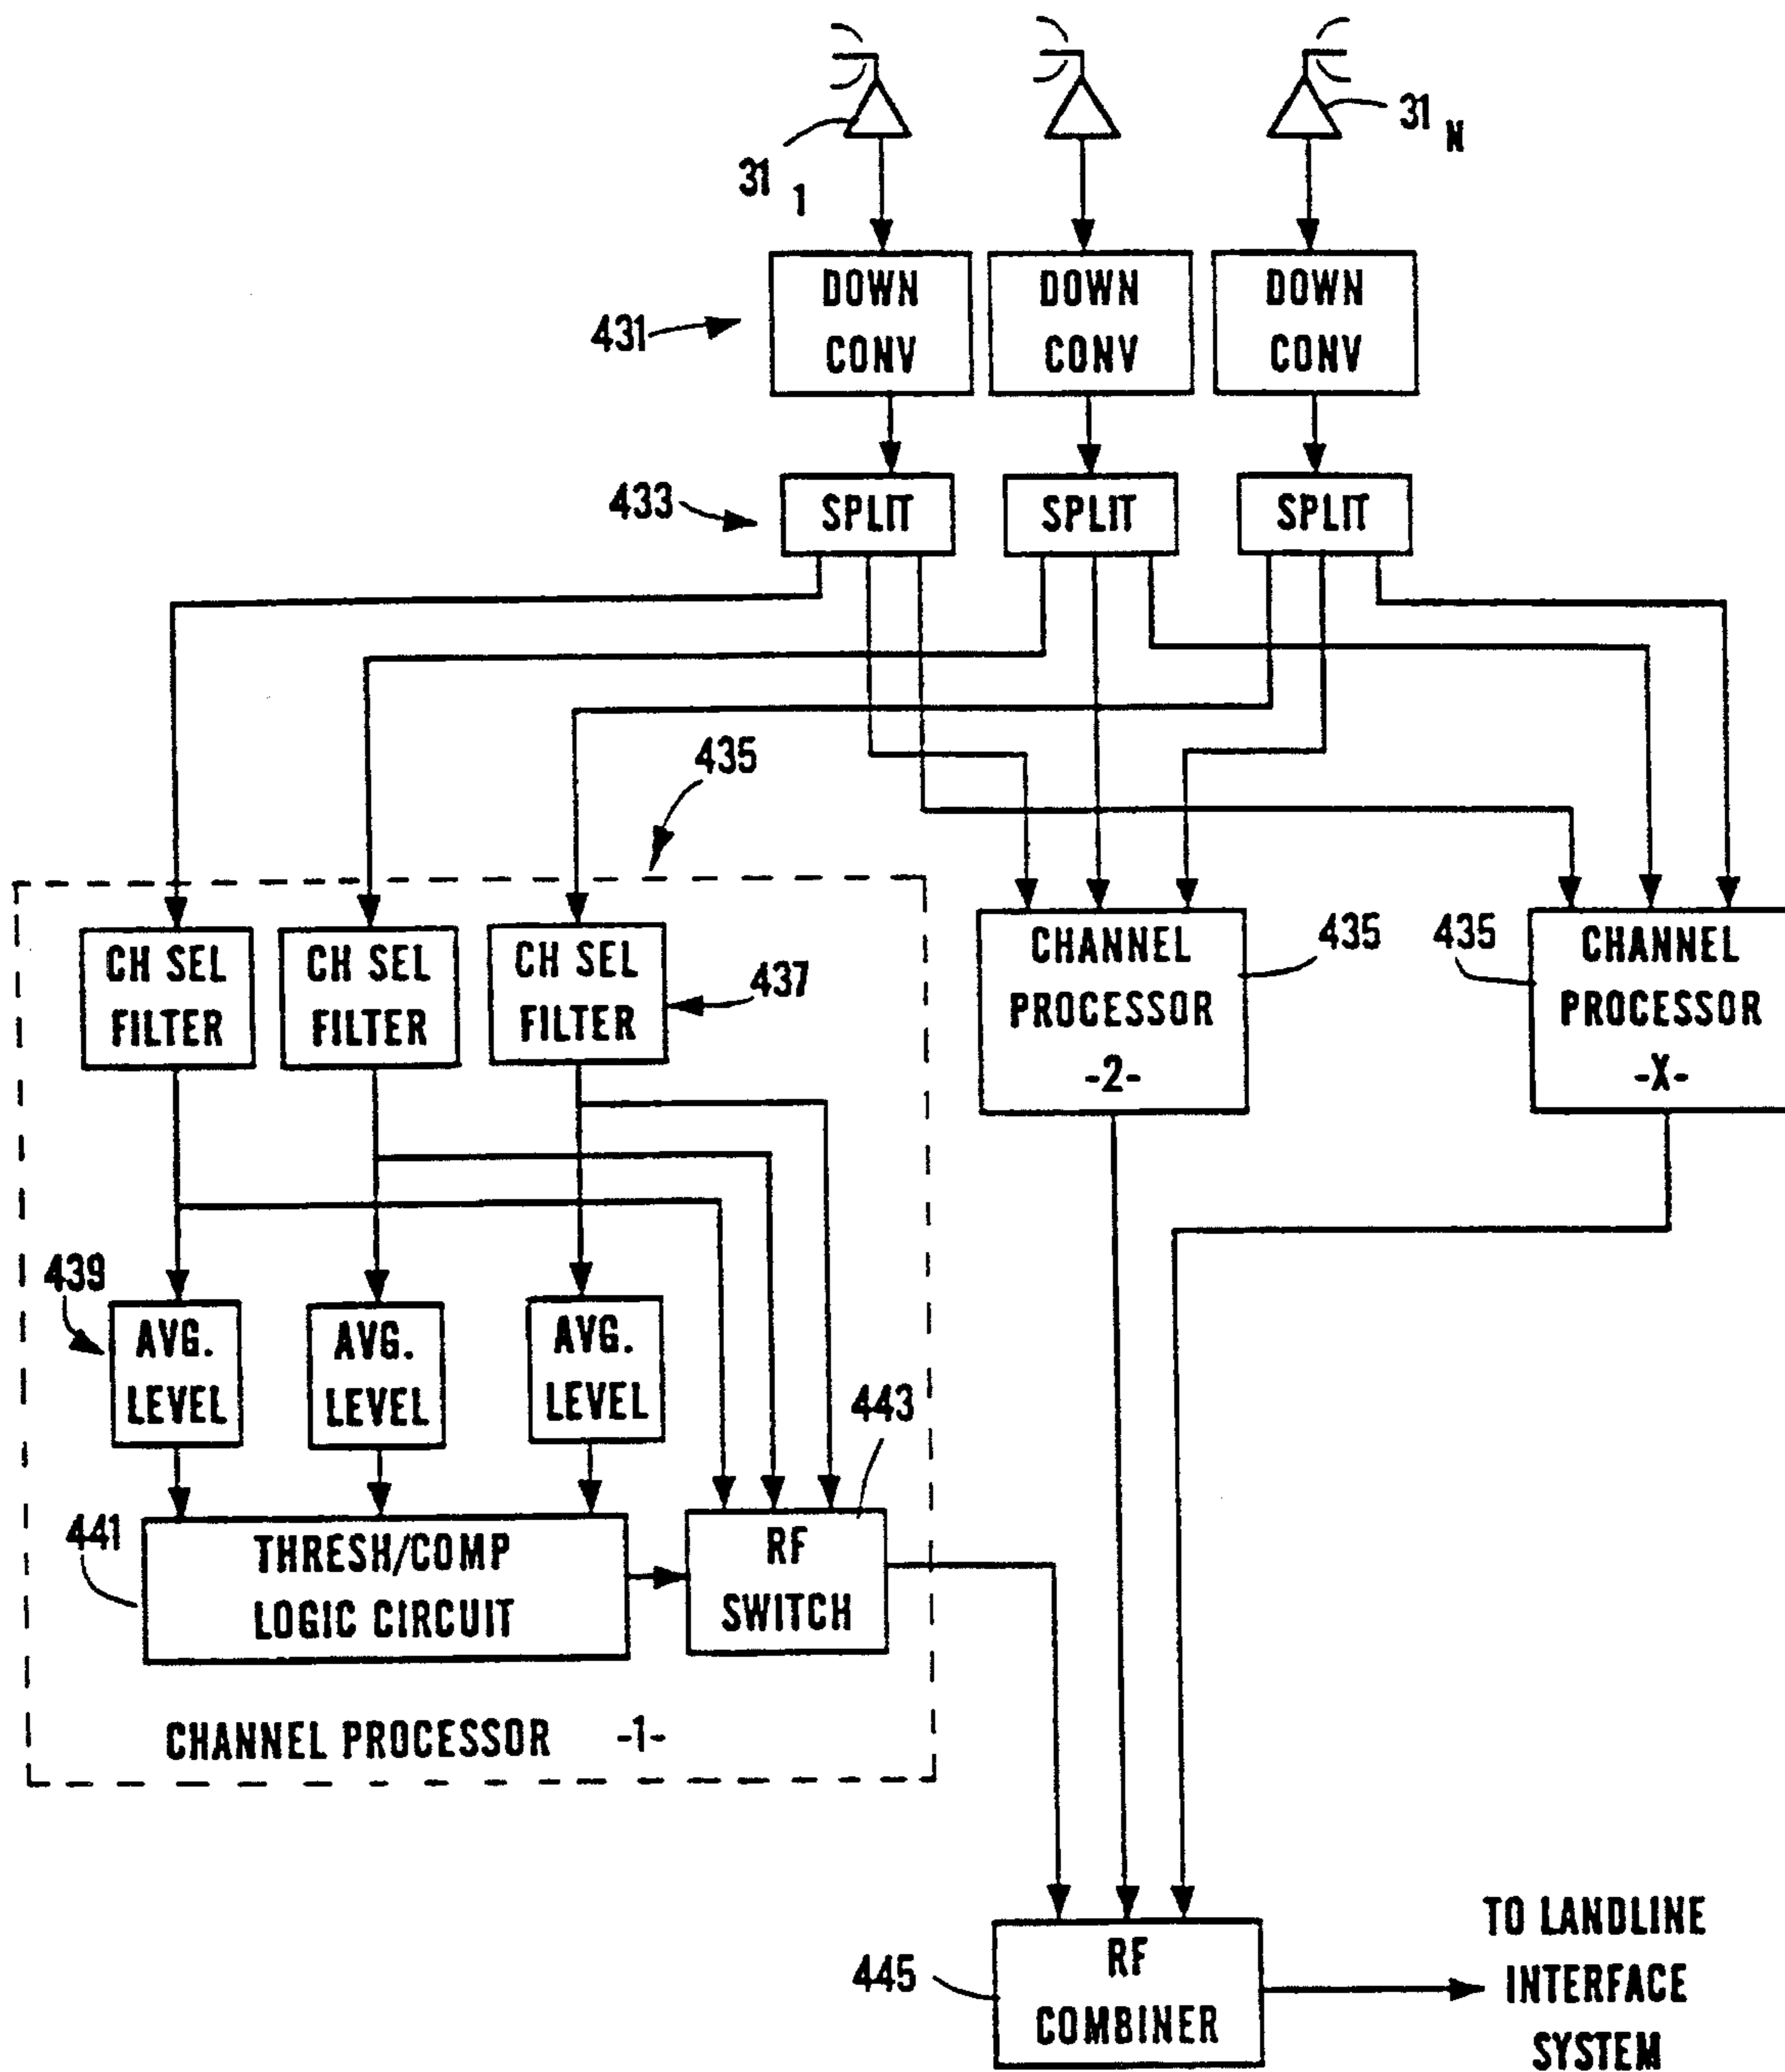 31 1
31 N
431
DOWN CONV
DOWN CONV
DOWN CONV
433
SPLIT
SPLIT
SPLIT
435
CH SEL
FILTER
CH SEL
FILTER
CH SEL
FILTER
437
CHANNEL
PROCESSOR
-2-
435
435
CHANNEL
PROCESSOR
-X-
439
AVG.
LEVEL
AVG.
LEVEL
AVG.
LEVEL
443
441
THRESH/COMP
LOGIC CIRCUIT
RF
SWITCH
CHANNEL PROCESSOR -1-
445
RF
COMBINER
TO LANDLINE
INTERFACE
SYSTEM